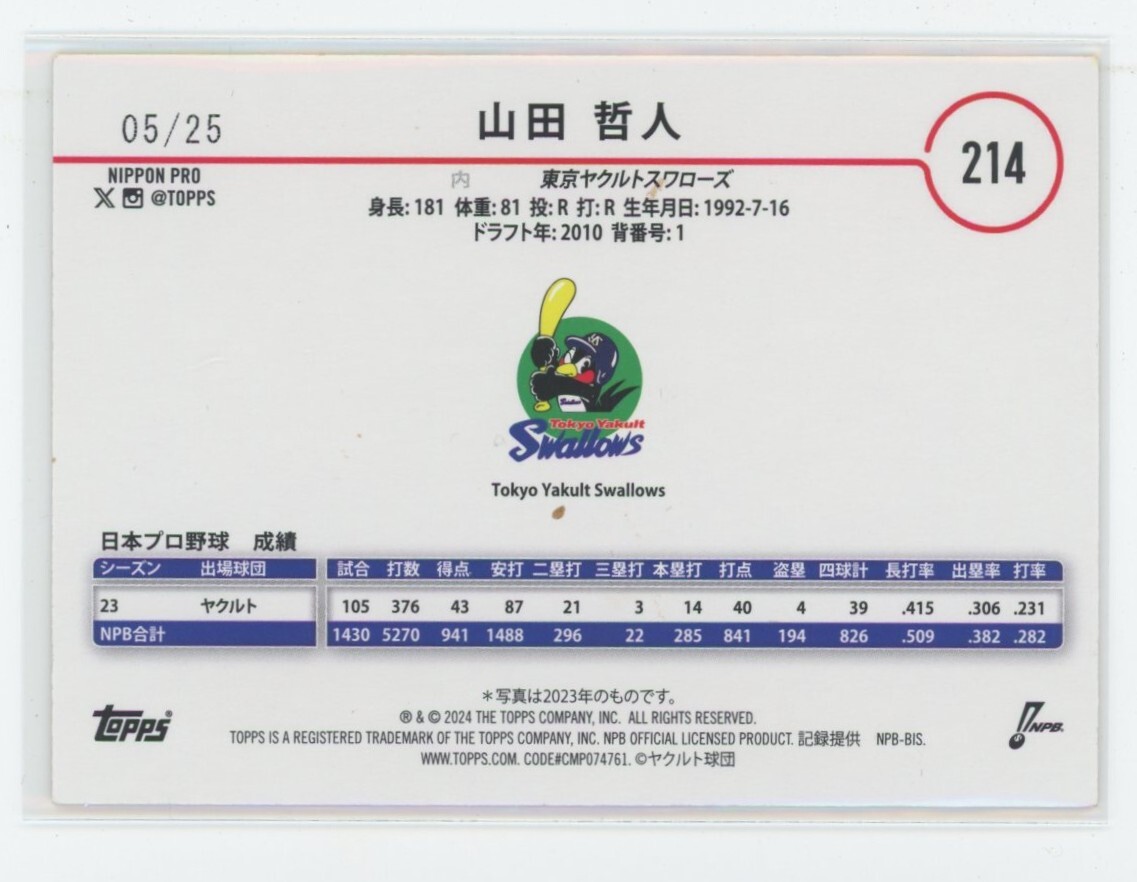 05/25
山田 哲人
214
NIPPON PRO
@TOPPS
内 東京ヤクルトスワローズ
身長: 181 体重: 81 投: R 打: R 生年月日: 1992-7-16
ドラフト年: 2010 背番号: 1
Tokyo Yakult
Swallows
Tokyo Yakult Swallows
日本プロ野球 成績
シーズン 出場球団 試合 打数 得点 安打 二塁打 三塁打 本塁打 打点 盗塁 四球計 長打率 出塁率 打率
23 ヤクルト 105 376 43 87 21 3 14 40 4 39 .415 .306 .231
NPB合計 1430 5270 941 1488 296 22 285 841 194 826 .509 .382 .282
*写真は2023年のものです。
® & © 2024 THE TOPPS COMPANY, INC. ALL RIGHTS RESERVED.
TOPPS IS A REGISTERED TRADEMARK OF THE TOPPS COMPANY, INC. NPB OFFICIAL LICENSED PRODUCT. 記録提供 NPB-BIS.
WWW.TOPPS.COM. CODE#CMP074761. ©ヤクルト球団
TOPPS®
NPB.